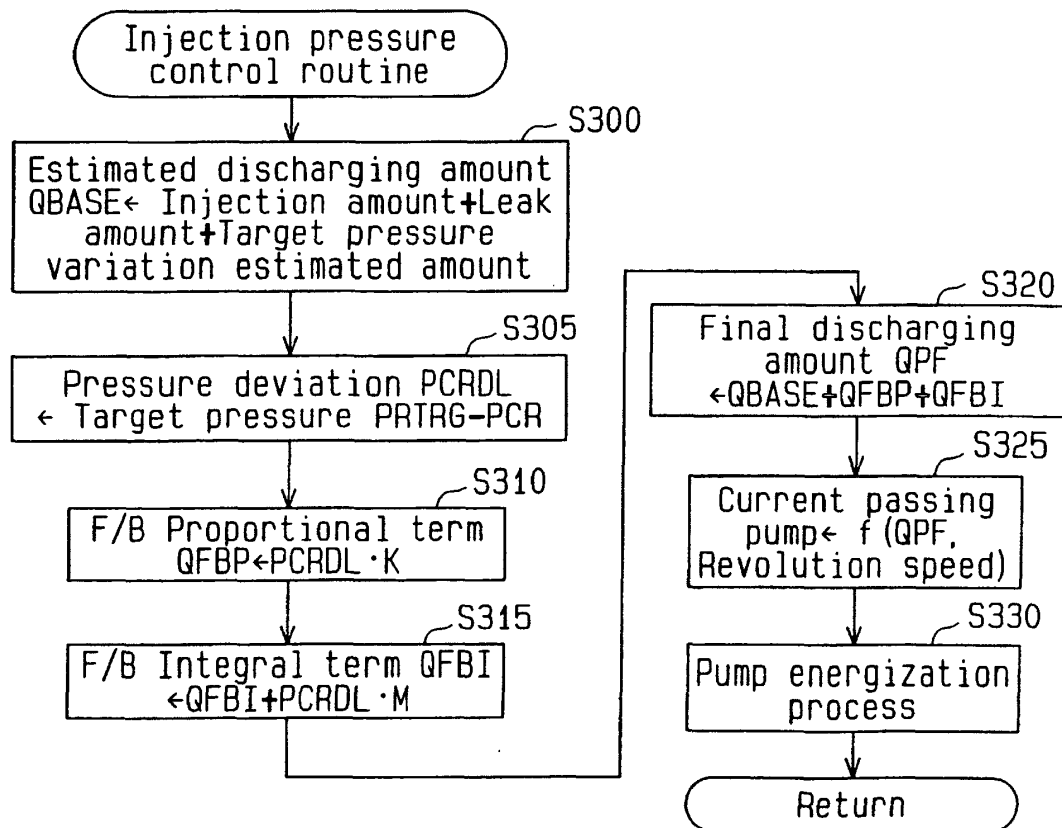 Injection pressure
control routine
S300
Estimated discharging amount
QBASE← Injection amount+Leak
amount+Target pressure
variation estimated amount
S305
Pressure deviation PCRDL
← Target pressure PRTRG-PCR
S310
F/B Proportional term
QFBP←PCRDL·K
S315
F/B Integral term QFBI
←QFBI+PCRDL·M
S320
Final discharging
amount QPF
←QBASE+QFBP+QFBI
S325
Current passing
pump← f(QPF,
Revolution speed)
S330
Pump energization
process
Return